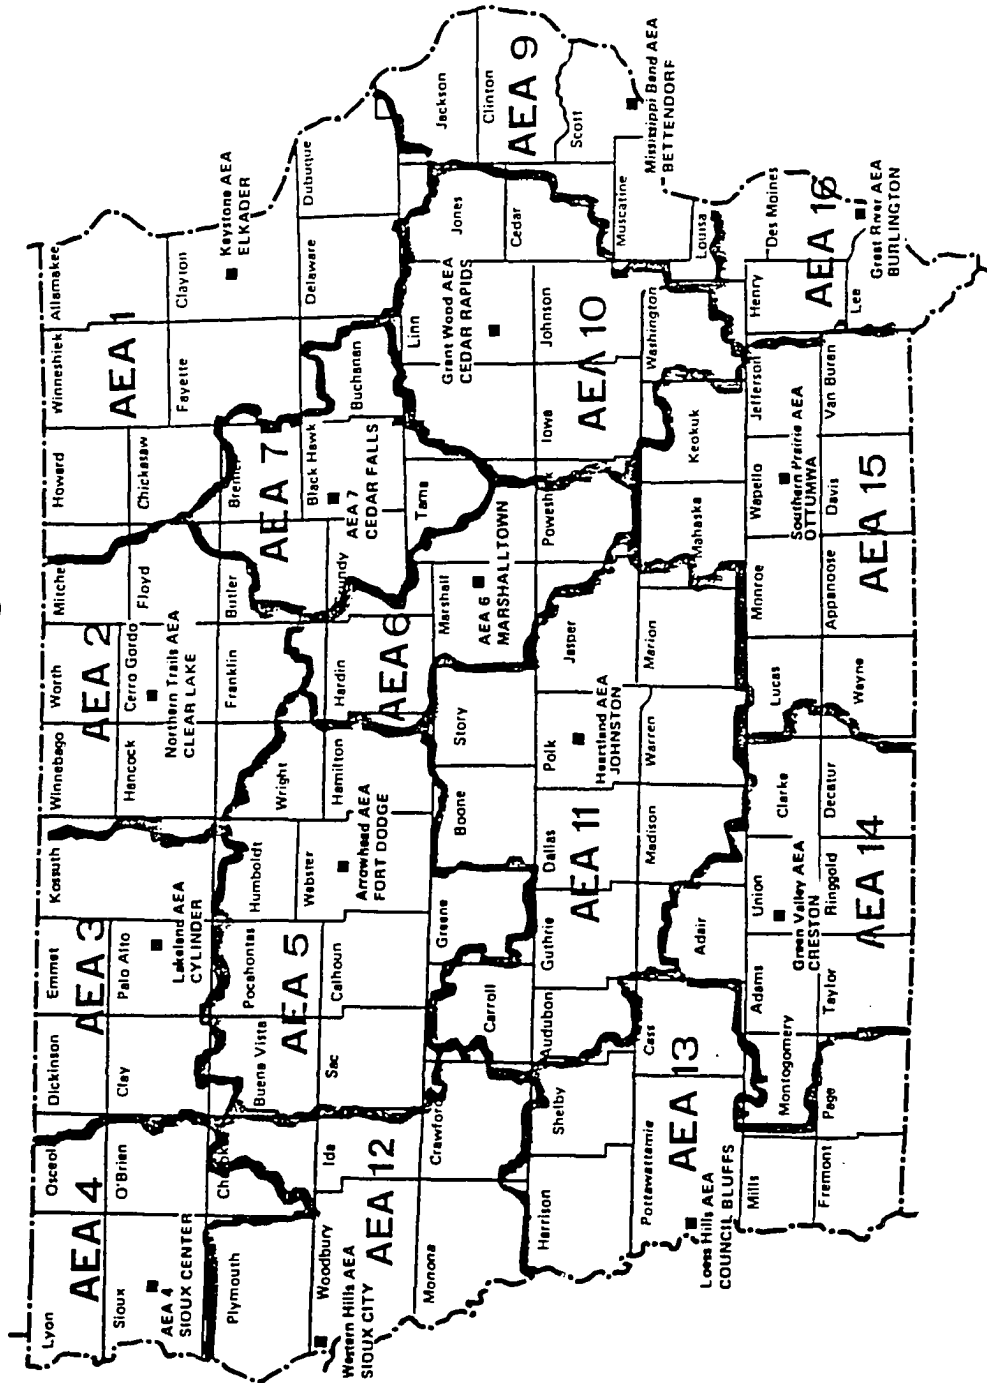 Lyon
Osceol
Dickinson
Emmet
Kossuth
Winnebago
Worth
Mitche
Howard
Winneshiek
Allamakee
AEA 4
AEA 3
AEA 2
AEA 1
Sioux
O'Brien
Clay
Palo Alto
Hancock
Cerro Gordo
Floyd
Chickasaw
Fayette
Clayton
AEA 4
SIOUX CENTER
Lakeland AEA
CYLINDER
Northern Trails AEA
CLEAR LAKE
Keystone AEA
ELKADER
Plymouth
Buena Vista
Pocahontas
Humboldt
Wright
Franklin
Butler
Bremer
AEA 7
AEA 5
Black Hawk
Buchanan
Delaware
Dubuque
Woodbury
Ida
Sac
Calhoun
Webster
Hamilton
Hardin
AEA 7
CEDAR FALLS
Western Hills AEA
SIOUX CITY
AEA 12
Arrowhead AEA
FORT DODGE
AEA 6
Monona
Crawford
Carroll
Greene
Boone
Story
Marshall
Tama
Linn
Jones
Jackson
AEA 6
MARSHALLTOWN
Grant Wood AEA
CEDAR RAPIDS
Cedar
Clinton
AEA 9
Harrison
Shelby
Audubon
Guthrie
Dallas
Polk
Jasper
Poweshiek
Iowa
Johnson
Scott
AEA 11
AEA 10
Heartland AEA
JOHNSTON
Muscatine
Mississippi Bend AEA
BETTENDORF
Pottawattamie
Cass
Adair
Madison
Warren
Marion
Mahaska
Keokuk
Washington
Louisa
AEA 13
Loess Hills AEA
COUNCIL BLUFFS
Mills
Montogomery
Adams
Union
Clarke
Lucas
Monroe
Wapello
Jefferson
Henry
Des Moines
Green Valley AEA
CRESTON
Southern Prairie AEA
OTTUMWA
AEA 16
Fremont
Page
Taylor
Ringgold
Decatur
Wayne
Appanoose
Davis
Van Buren
Lee
Great River AEA
BURLINGTON
AEA 14
AEA 15